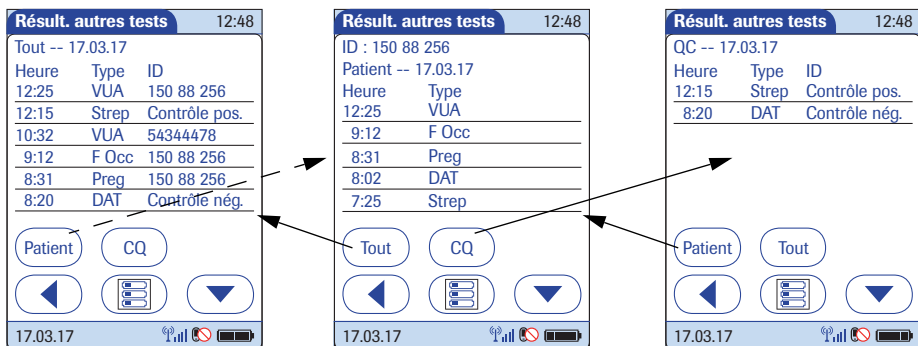 Résult. autres tests 12:48
Tout -- 17.03.17
Heure Type ID
12:25 VUA 150 88 256
12:15 Strep Contrôle pos.
10:32 VUA 54344478
9:12 F Occ 150 88 256
8:31 Preg 150 88 256
8:20 DAT Contrôle nég.
Patient CQ
17.03.17
Résult. autres tests 12:48
ID : 150 88 256
Patient -- 17.03.17
Heure Type
12:25 VUA
9:12 F Occ
8:31 Preg
8:02 DAT
7:25 Strep
Tout CQ
17.03.17
Résult. autres tests 12:48
QC -- 17.03.17
Heure Type ID
12:15 Strep Contrôle pos.
8:20 DAT Contrôle nég.
Patient Tout
17.03.17